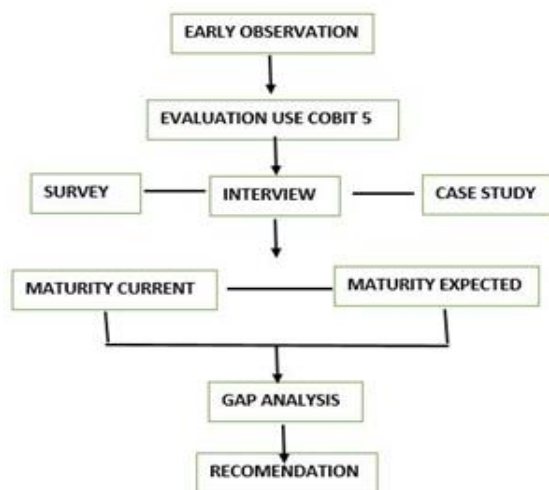 EARLY OBSERVATION
EVALUATION USE COBIT 5
SURVEY
INTERVIEW
CASE STUDY
MATURITY CURRENT
MATURITY EXPECTED
GAP ANALYSIS
RECOMENDATION